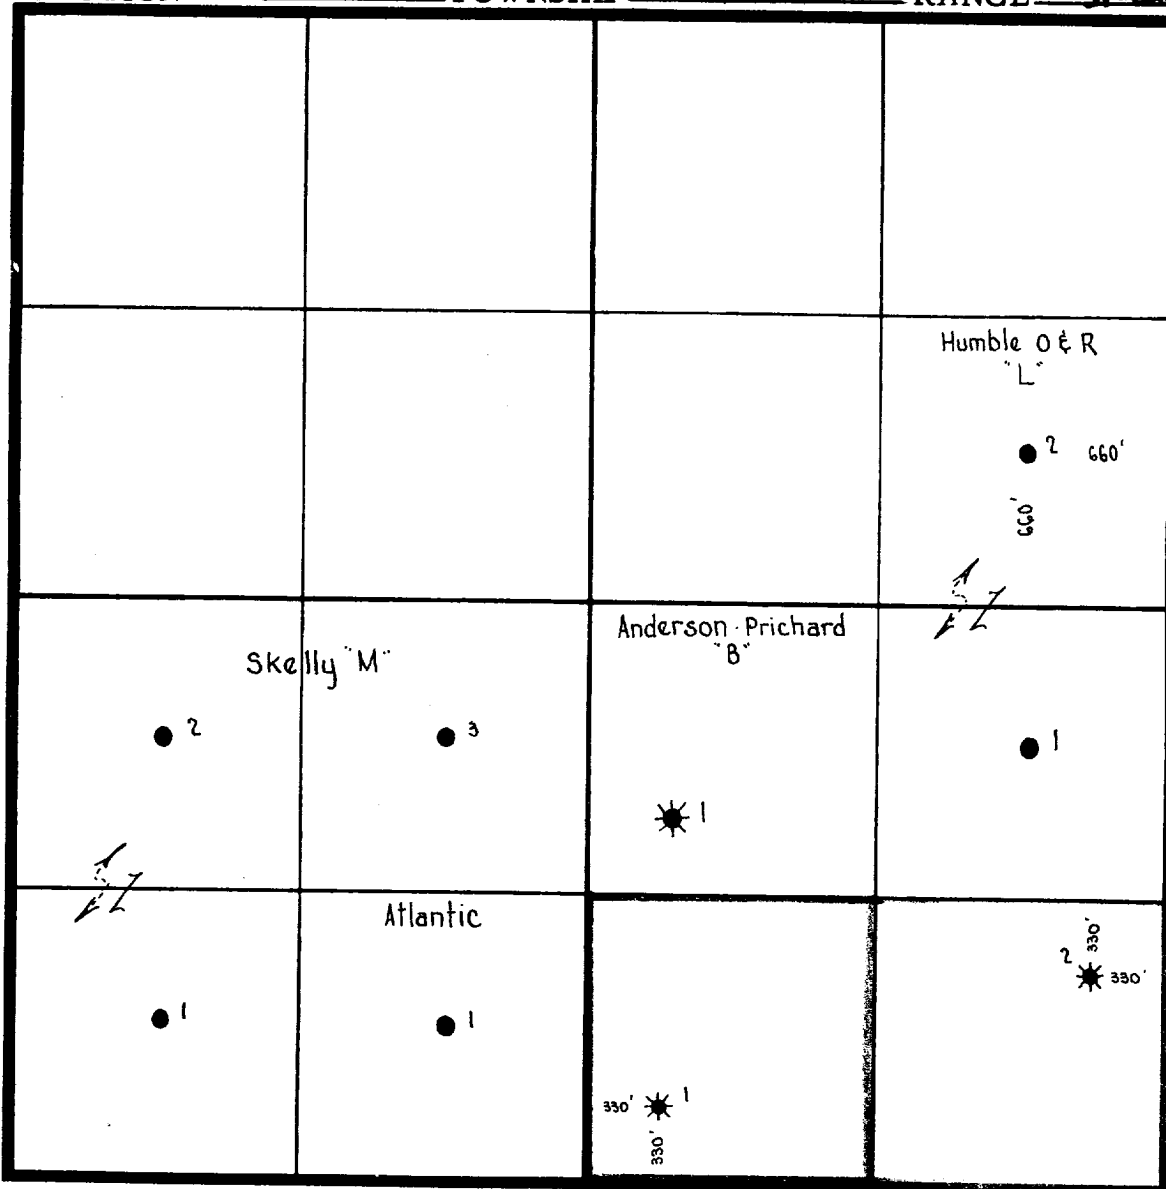 TOWNSHIP
RANGE
Humble O & R
"L"
2 660'
660'
Anderson-Prichard
"B"
Skelly "M"
2
3
1
1
Atlantic
330'
2
330'
1
1
330' 1
330'